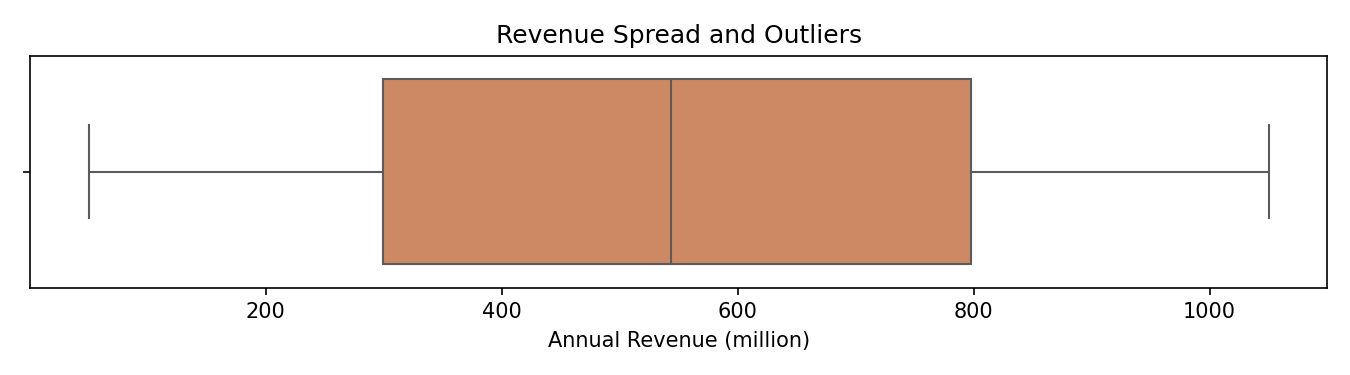 Revenue Spread and Outliers
200 400 600 800 1000
Annual Revenue (million)